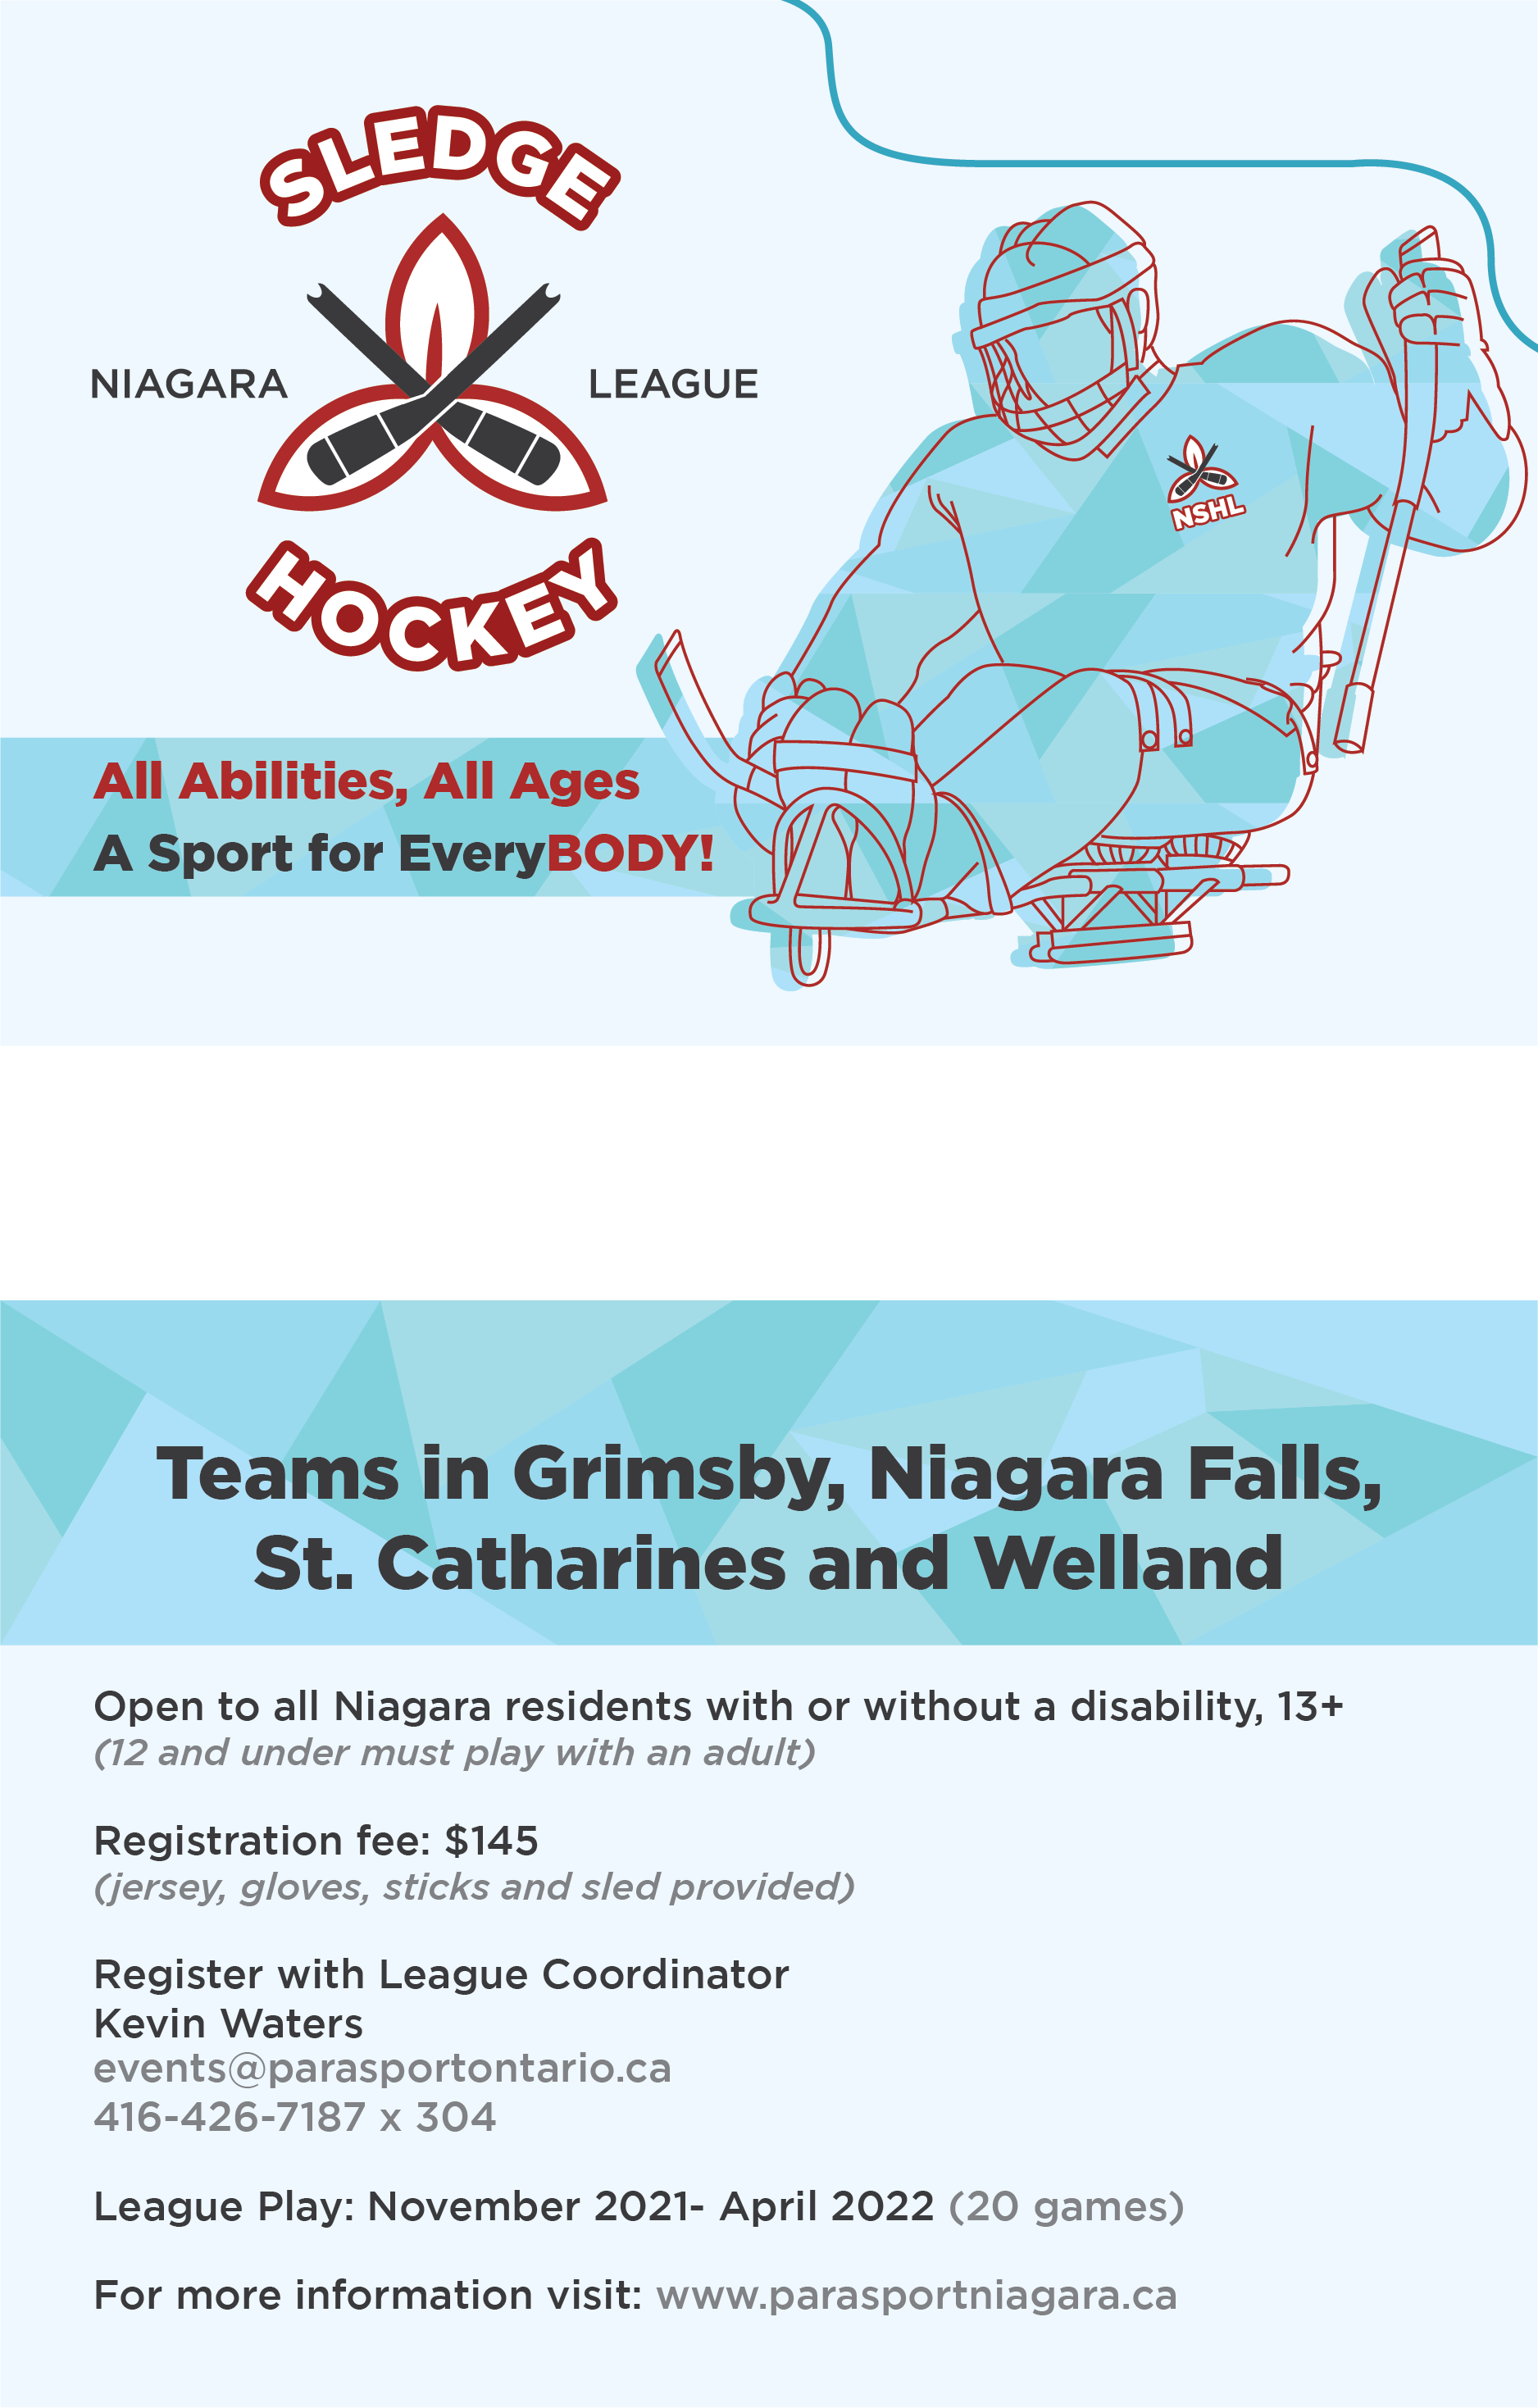 SLEDGE
NIAGARA LEAGUE
HOCKEY
NSHL
All Abilities, All Ages
A Sport for EveryBODY!
Teams in Grimsby, Niagara Falls,
St. Catharines and Welland
Open to all Niagara residents with or without a disability, 13+
(12 and under must play with an adult)
Registration fee: $145
(jersey, gloves, sticks and sled provided)
Register with League Coordinator
Kevin Waters
events@parasportontario.ca
416-426-7187 x 304
League Play: November 2021- April 2022 (20 games)
For more information visit: www.parasportniagara.ca